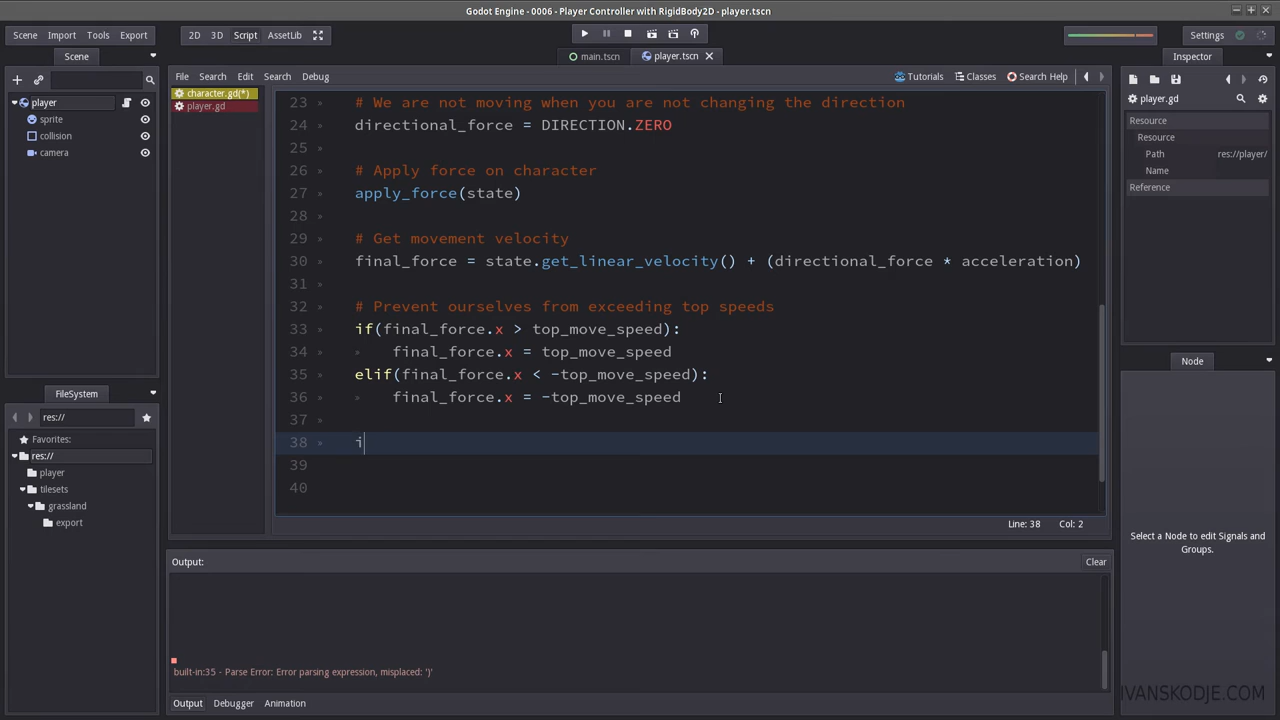 Godot Engine - 0006 - Player Controller with RigidBody2D - player.tscn
Scene Import Tools Export
2D 3D Script AssetLib
Settings
Scene
main.tscn
player.tscn
Inspector
File Search Edit Search Debug
Tutorials Classes Search Help
player
sprite
collision
camera
character.gd(*)
player.gd
23 # We are not moving when you are not changing the direction
24 directional_force = DIRECTION.ZERO
25
26 # Apply force on character
27 apply_force(state)
28
29 # Get movement velocity
30 final_force = state.get_linear_velocity() + (directional_force * acceleration)
31
32 # Prevent ourselves from exceeding top speeds
33 if(final_force.x > top_move_speed):
34 final_force.x = top_move_speed
35 elif(final_force.x < -top_move_speed):
36 final_force.x = -top_move_speed
37
38 i
39
40
Line: 38 Col: 2
player.gd
Resource
Resource
Path res://player/
Name
Reference
Node
Select a Node to edit Signals and
Groups.
FileSystem
res://
Favorites:
res://
player
tilesets
grassland
export
Output:
Clear
built-in:35 - Parse Error: Error parsing expression, misplaced: ')'
Output Debugger Animation
IVANSKODJE.COM